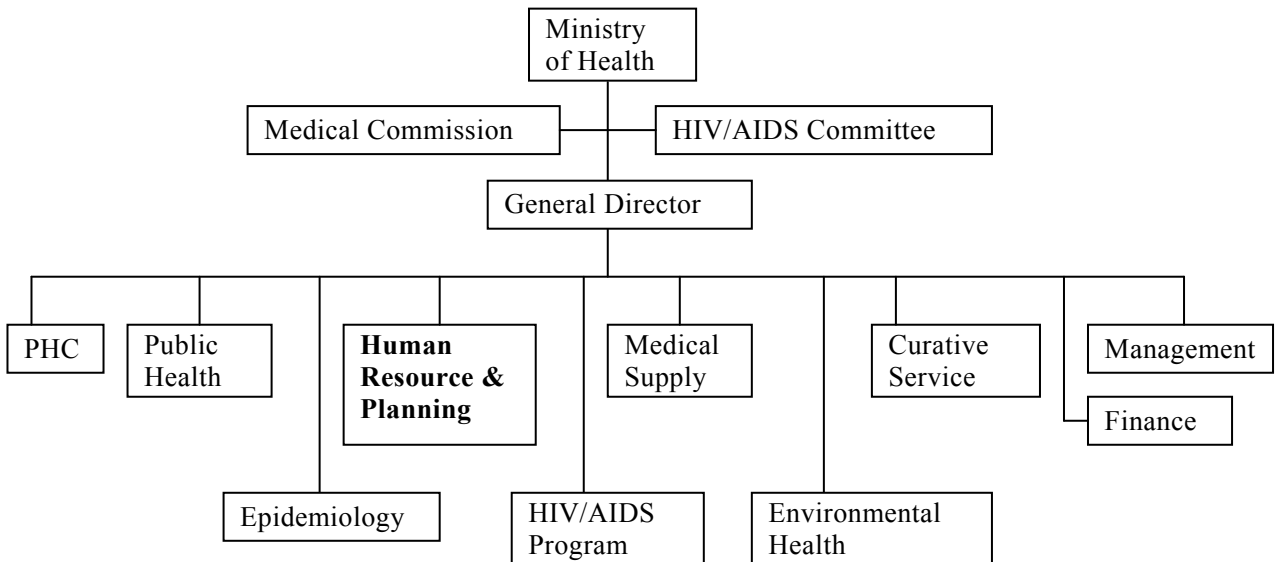 Ministry
of Health
Medical Commission
HIV/AIDS Committee
General Director
PHC
Public
Health
Human
Resource &
Planning
Medical
Supply
Curative
Service
Management
Finance
Epidemiology
HIV/AIDS
Program
Environmental
Health